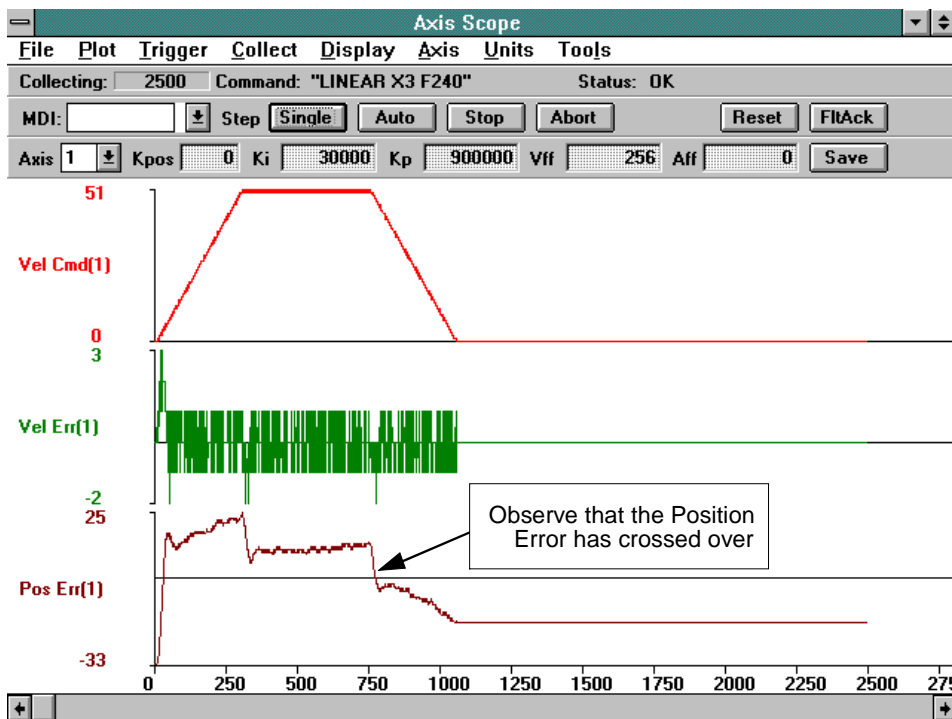 Axis Scope
File Plot Trigger Collect Display Axis Units Tools
Collecting: 2500 Command: "LINEAR X3 F240" Status: OK
MDI: Step Single Auto Stop Abort Reset FltAck
Axis 1 Kpos 0 Ki 30000 Kp 900000 Vff 256 Aff 0 Save
51
Vel Cmd(1)
0
3
Vel Err(1)
-2
25
Observe that the Position
Error has crossed over
Pos Err(1)
-33
0 250 500 750 1000 1250 1500 1750 2000 2250 2500 275